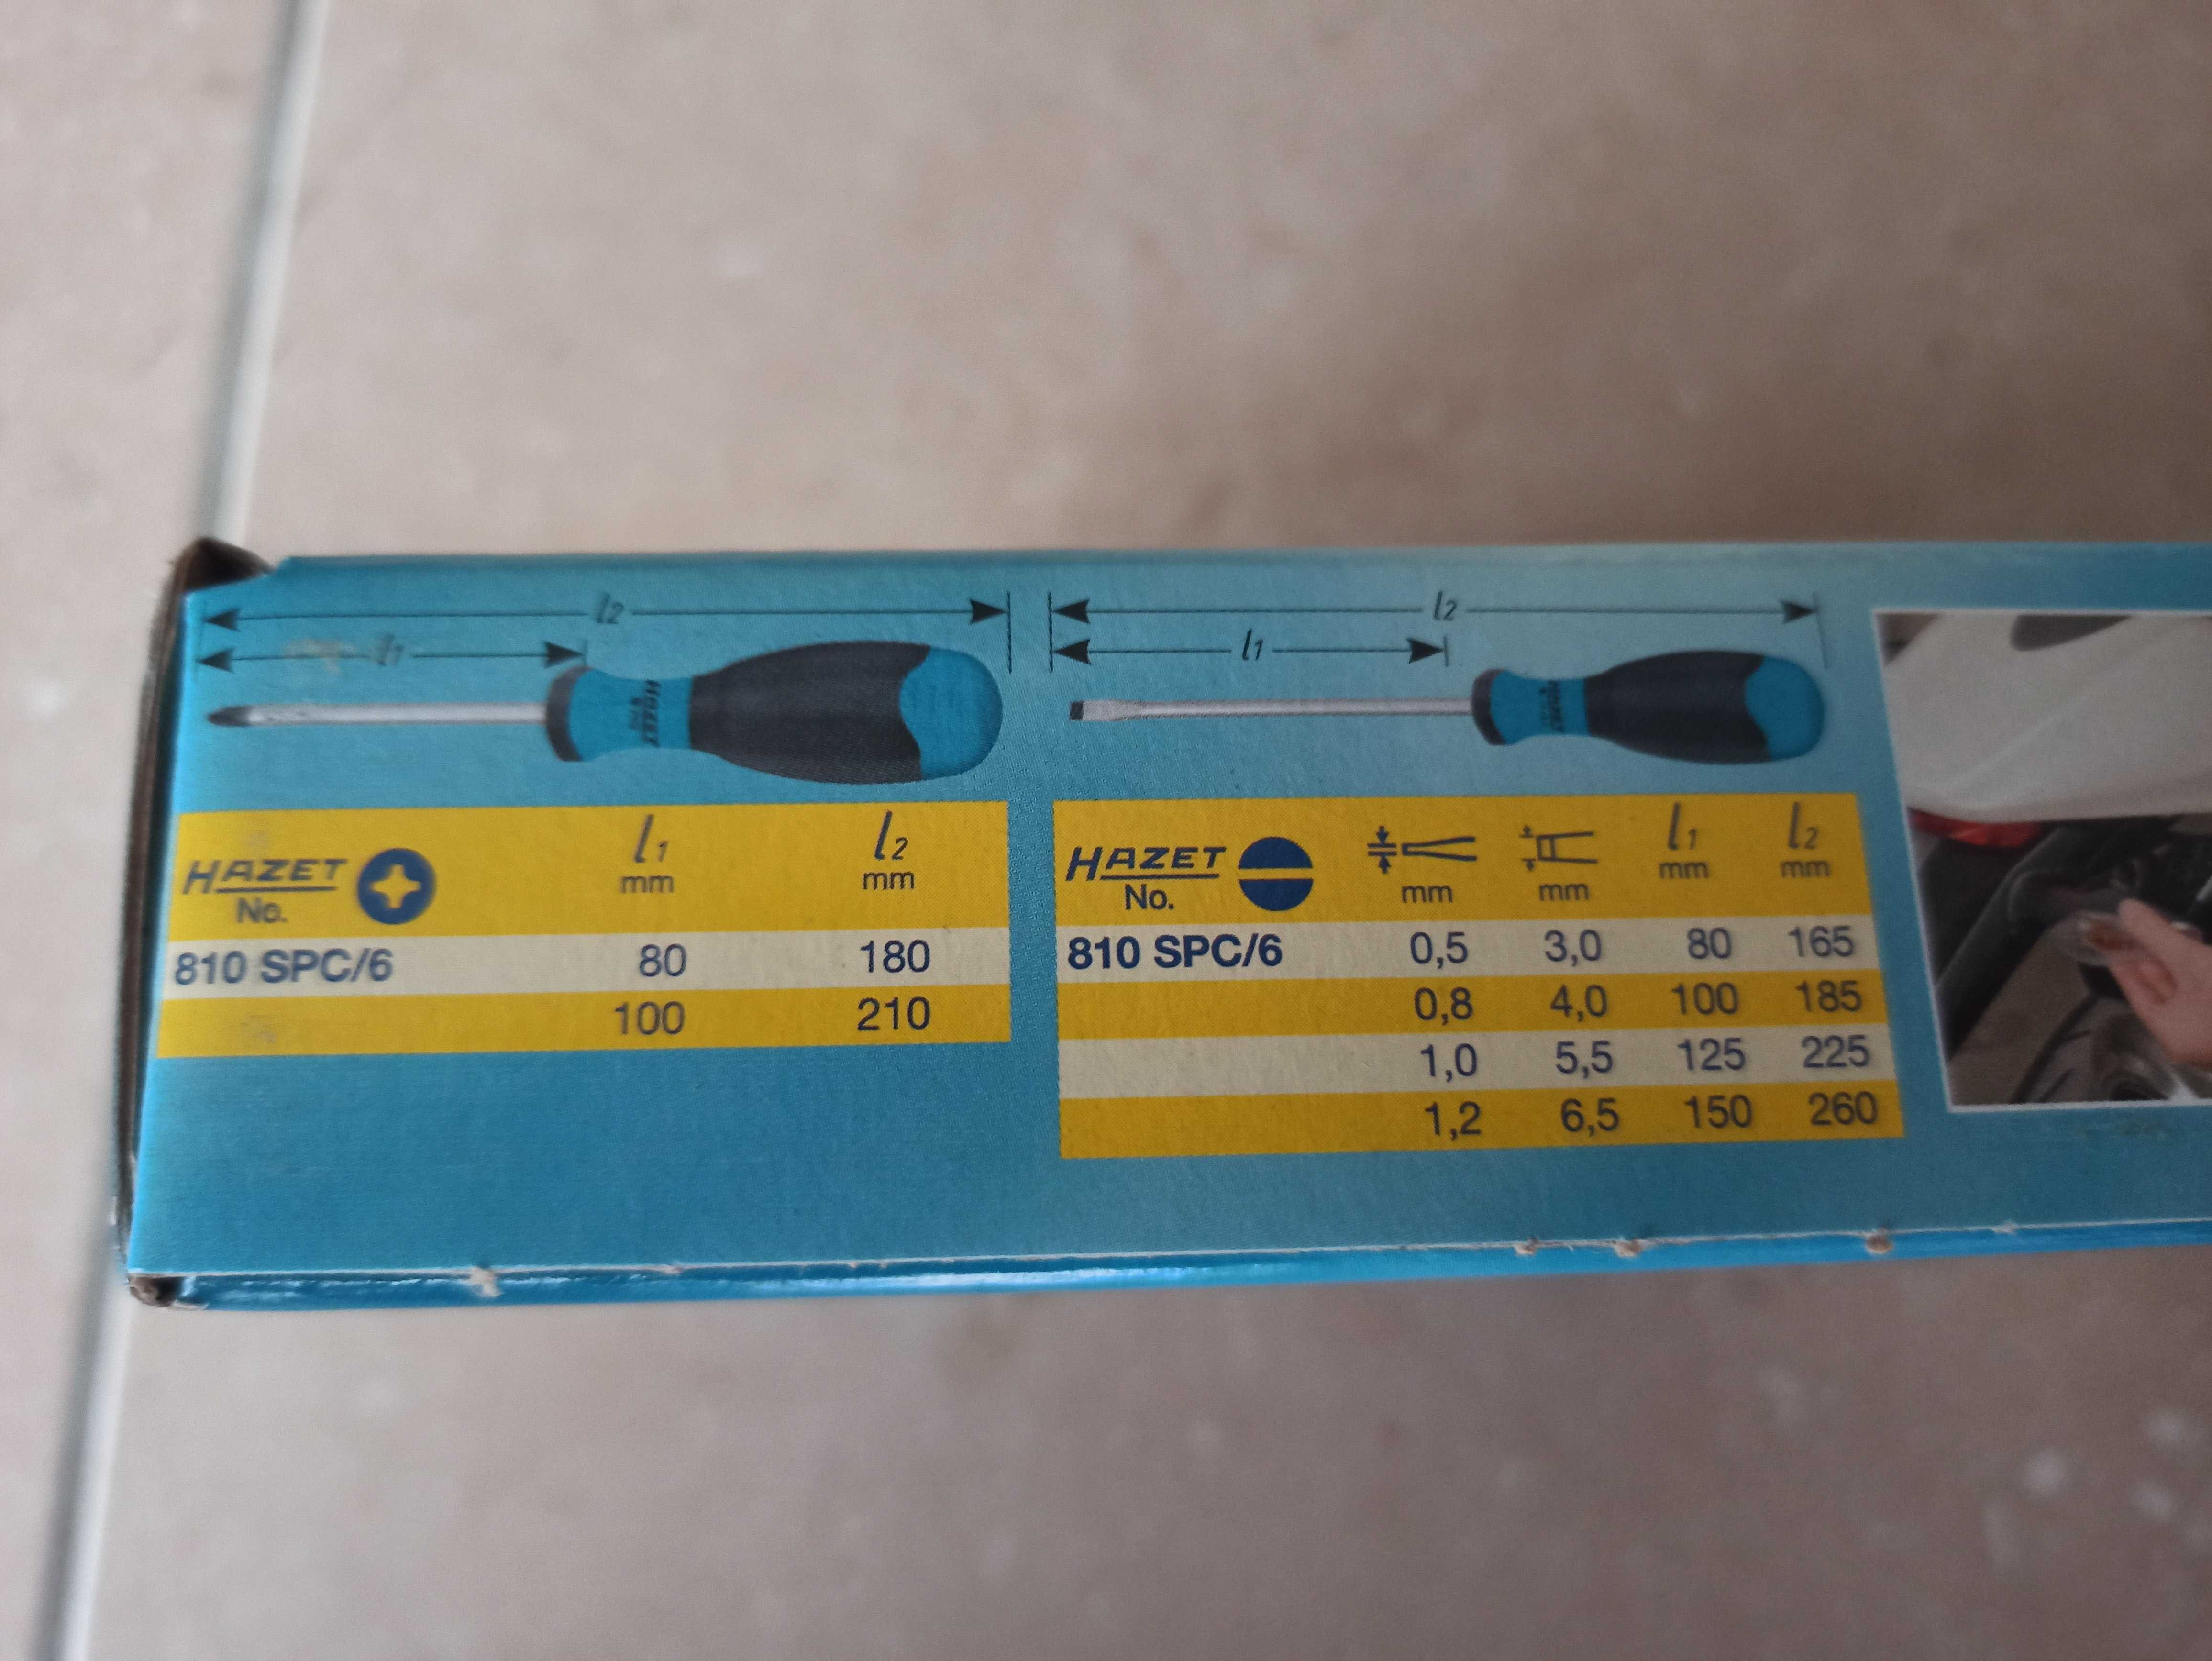 l2
l1
HAZET
l2
l1
HAZET
HAZET No. l1 mm l2 mm
810 SPC/6 80 180
100 210
HAZET No. mm mm l1 mm l2 mm
810 SPC/6 0,5 3,0 80 165
0,8 4,0 100 185
1,0 5,5 125 225
1,2 6,5 150 260